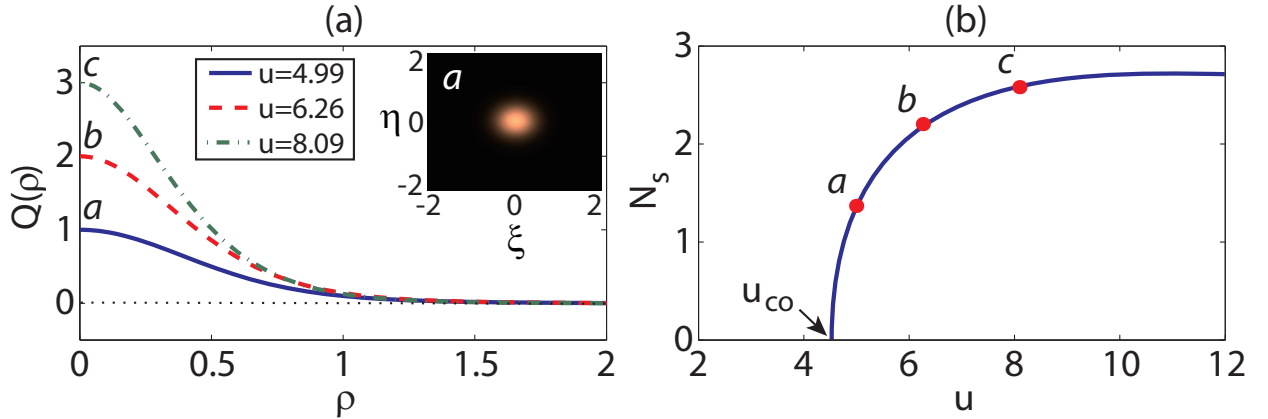 (a)
Q(ρ)
3
2
1
0
c
b
a
u=4.99
u=6.26
u=8.09
a
η
2
0
-2
-2 0 2
ξ
0 0.5 1 1.5 2
ρ
(b)
N_s
3
2
1
0
a
b
c
u_co
2 4 6 8 10 12
u